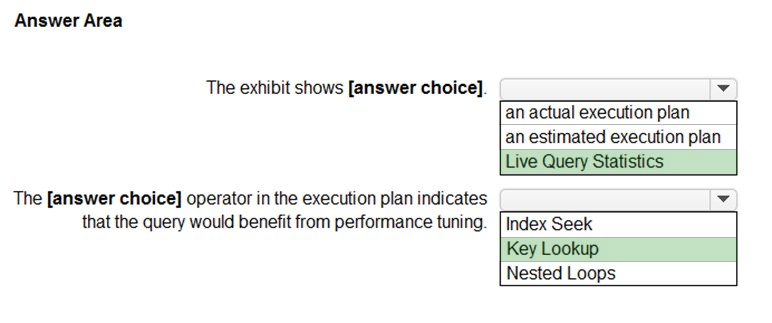 Answer Area
The exhibit shows [answer choice].
an actual execution plan
an estimated execution plan
Live Query Statistics
The [answer choice] operator in the execution plan indicates
that the query would benefit from performance tuning.
Index Seek
Key Lookup
Nested Loops